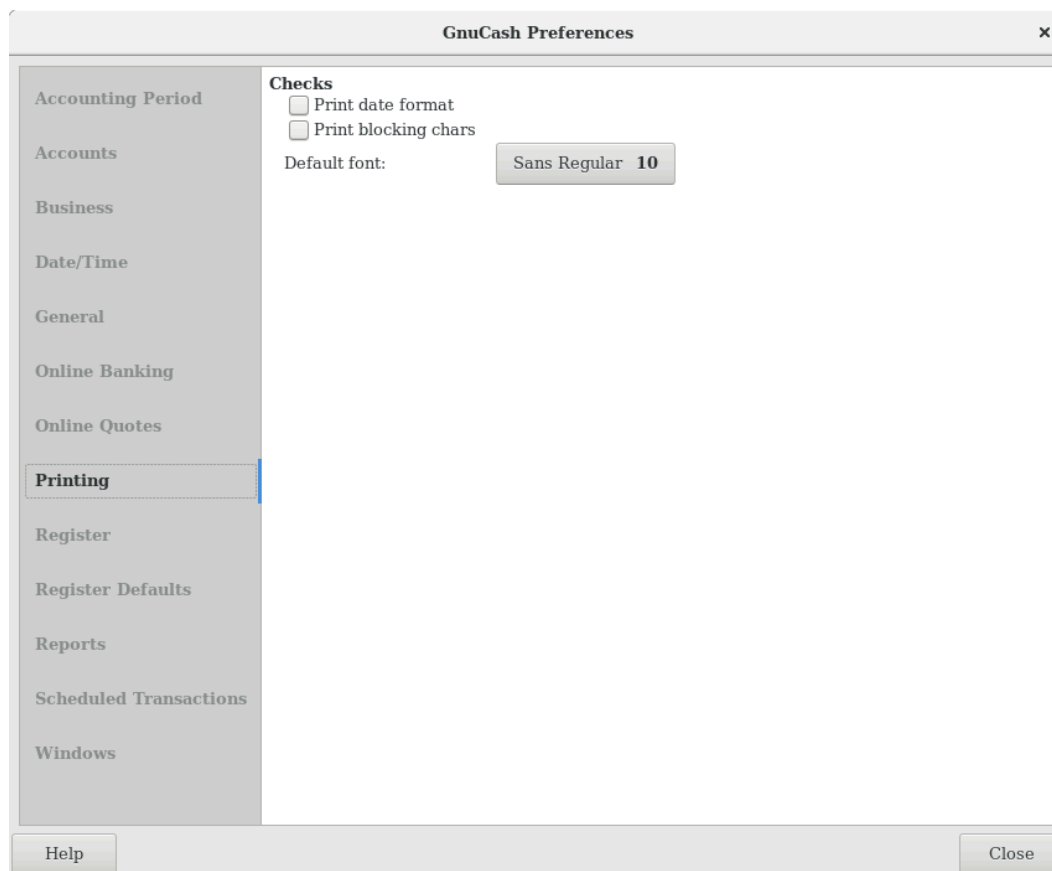 GnuCash Preferences ×
Accounting Period
Accounts
Business
Date/Time
General
Online Banking
Online Quotes
Printing
Register
Register Defaults
Reports
Scheduled Transactions
Windows
Checks
Print date format
Print blocking chars
Default font: Sans Regular 10
Help
Close